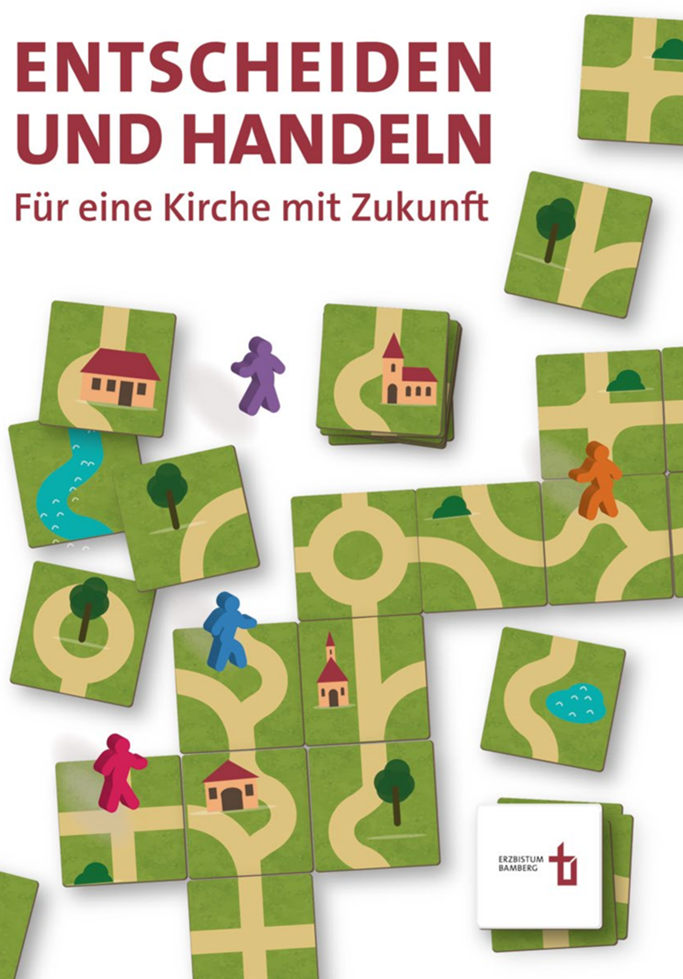 ENTSCHEIDEN
UND HANDELN
Für eine Kirche mit Zukunft
ERZBISTUM
BAMBERG